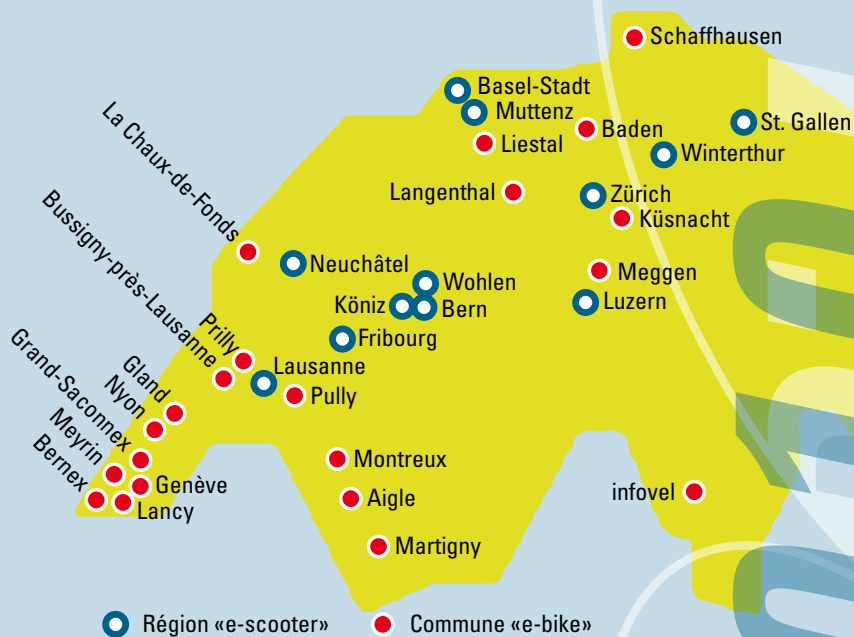 Schaffhausen
Basel-Stadt
Muttenz
St. Gallen
Baden
Liestal
Winterthur
La Chaux-de-Fonds
Langenthal
Zürich
Küsnacht
Bussigny-près-Lausanne
Neuchâtel
Wohlen
Meggen
Köniz
Bern
Luzern
Prilly
Fribourg
Lausanne
Gland
Pully
Nyon
Grand-Saconnex
Meyrin
Bernex
Montreux
Genève
Aigle
infovel
Lancy
Martigny
Région «e-scooter»
Commune «e-bike»